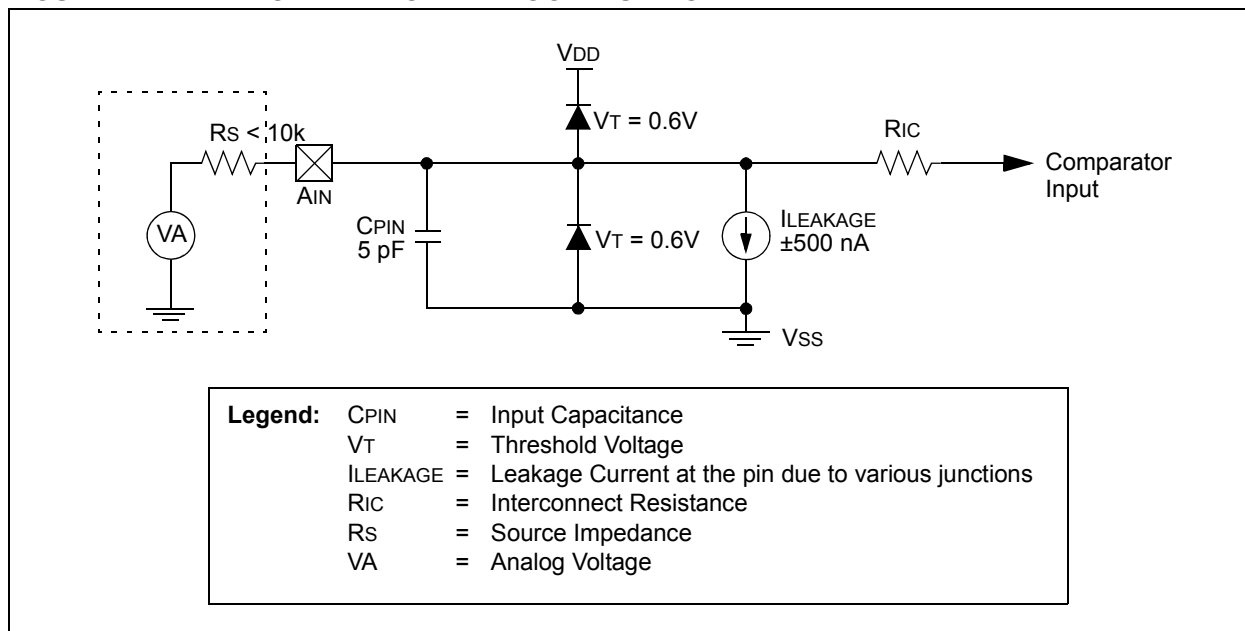 VDD
VT = 0.6V
RS < 10k
RIC
AIN
Comparator
Input
VA
CPIN
5 pF
VT = 0.6V
ILEAKAGE
±500 nA
VSS
Legend: CPIN = Input Capacitance
VT = Threshold Voltage
ILEAKAGE = Leakage Current at the pin due to various junctions
RIC = Interconnect Resistance
RS = Source Impedance
VA = Analog Voltage